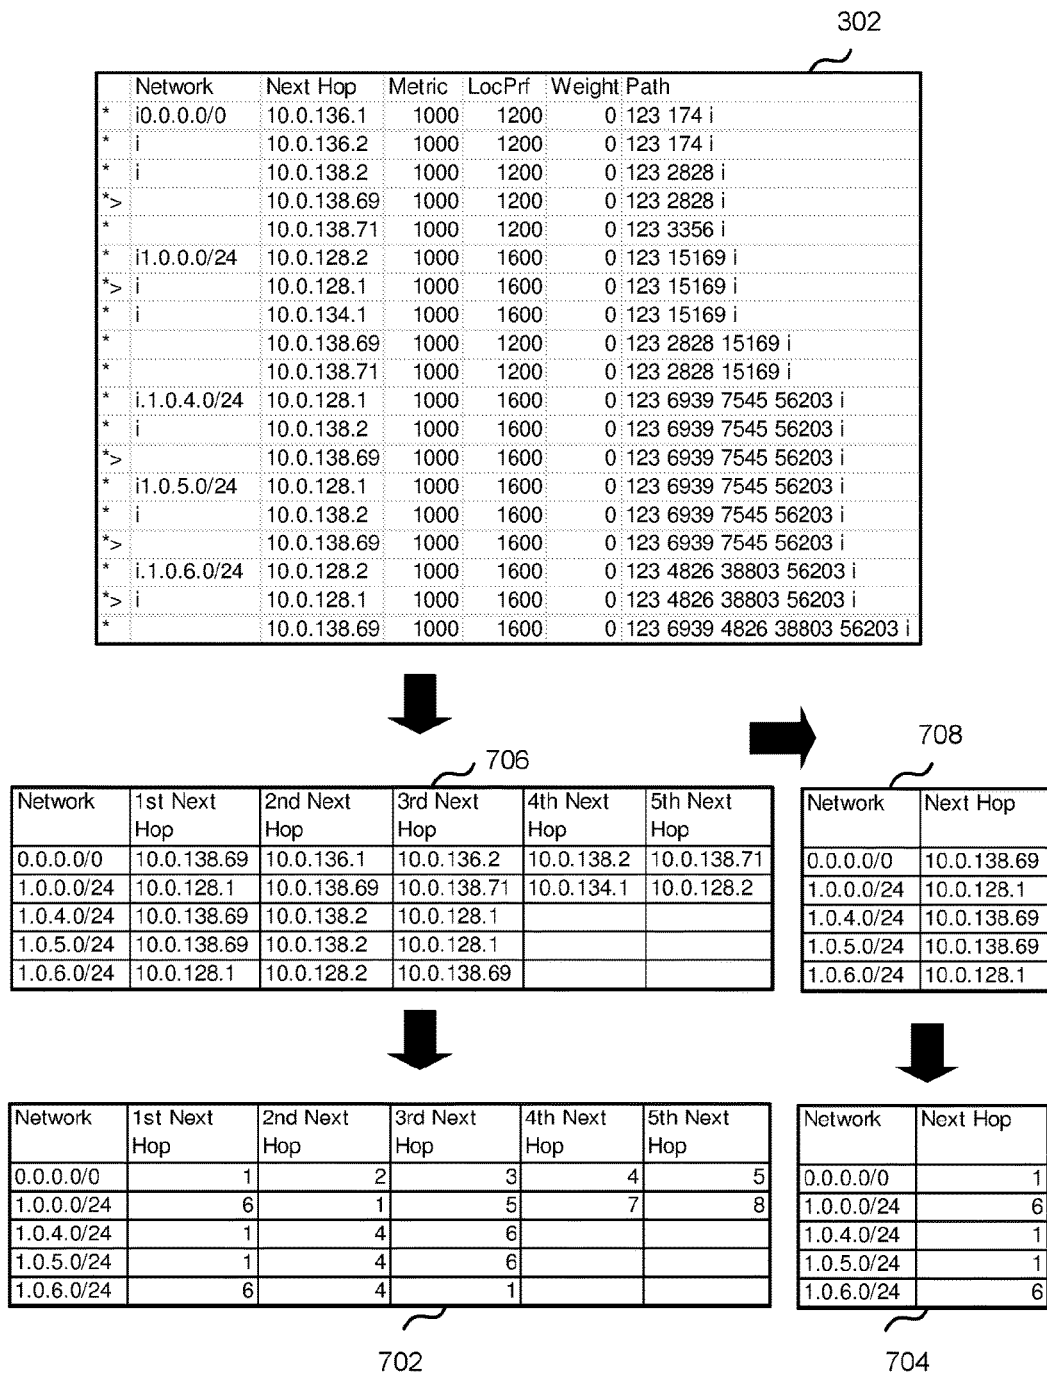 302
Network Next Hop Metric LocPrf Weight Path
* i0.0.0.0/0 10.0.136.1 1000 1200 0 123 174 i
* i 10.0.136.2 1000 1200 0 123 174 i
* i 10.0.138.2 1000 1200 0 123 2828 i
*> 10.0.138.69 1000 1200 0 123 2828 i
* 10.0.138.71 1000 1200 0 123 3356 i
* i1.0.0.0/24 10.0.128.2 1000 1600 0 123 15169 i
*> i 10.0.128.1 1000 1600 0 123 15169 i
* i 10.0.134.1 1000 1600 0 123 15169 i
* 10.0.138.69 1000 1200 0 123 2828 15169 i
* 10.0.138.71 1000 1200 0 123 2828 15169 i
* i.1.0.4.0/24 10.0.128.1 1000 1600 0 123 6939 7545 56203 i
* i 10.0.138.2 1000 1600 0 123 6939 7545 56203 i
*> 10.0.138.69 1000 1600 0 123 6939 7545 56203 i
* i1.0.5.0/24 10.0.128.1 1000 1600 0 123 6939 7545 56203 i
* i 10.0.138.2 1000 1600 0 123 6939 7545 56203 i
*> 10.0.138.69 1000 1600 0 123 6939 7545 56203 i
* i.1.0.6.0/24 10.0.128.2 1000 1600 0 123 4826 38803 56203 i
*> i 10.0.128.1 1000 1600 0 123 4826 38803 56203 i
* 10.0.138.69 1000 1600 0 123 6939 4826 38803 56203 i
706
Network 1st Next Hop 2nd Next Hop 3rd Next Hop 4th Next Hop 5th Next Hop
0.0.0.0/0 10.0.138.69 10.0.136.1 10.0.136.2 10.0.138.2 10.0.138.71
1.0.0.0/24 10.0.128.1 10.0.138.69 10.0.138.71 10.0.134.1 10.0.128.2
1.0.4.0/24 10.0.138.69 10.0.138.2 10.0.128.1
1.0.5.0/24 10.0.138.69 10.0.138.2 10.0.128.1
1.0.6.0/24 10.0.128.1 10.0.128.2 10.0.138.69
708
Network Next Hop
0.0.0.0/0 10.0.138.69
1.0.0.0/24 10.0.128.1
1.0.4.0/24 10.0.138.69
1.0.5.0/24 10.0.138.69
1.0.6.0/24 10.0.128.1
Network 1st Next Hop 2nd Next Hop 3rd Next Hop 4th Next Hop 5th Next Hop
0.0.0.0/0 1 2 3 4 5
1.0.0.0/24 6 1 5 7 8
1.0.4.0/24 1 4 6
1.0.5.0/24 1 4 6
1.0.6.0/24 6 4 1
702
Network Next Hop
0.0.0.0/0 1
1.0.0.0/24 6
1.0.4.0/24 1
1.0.5.0/24 1
1.0.6.0/24 6
704